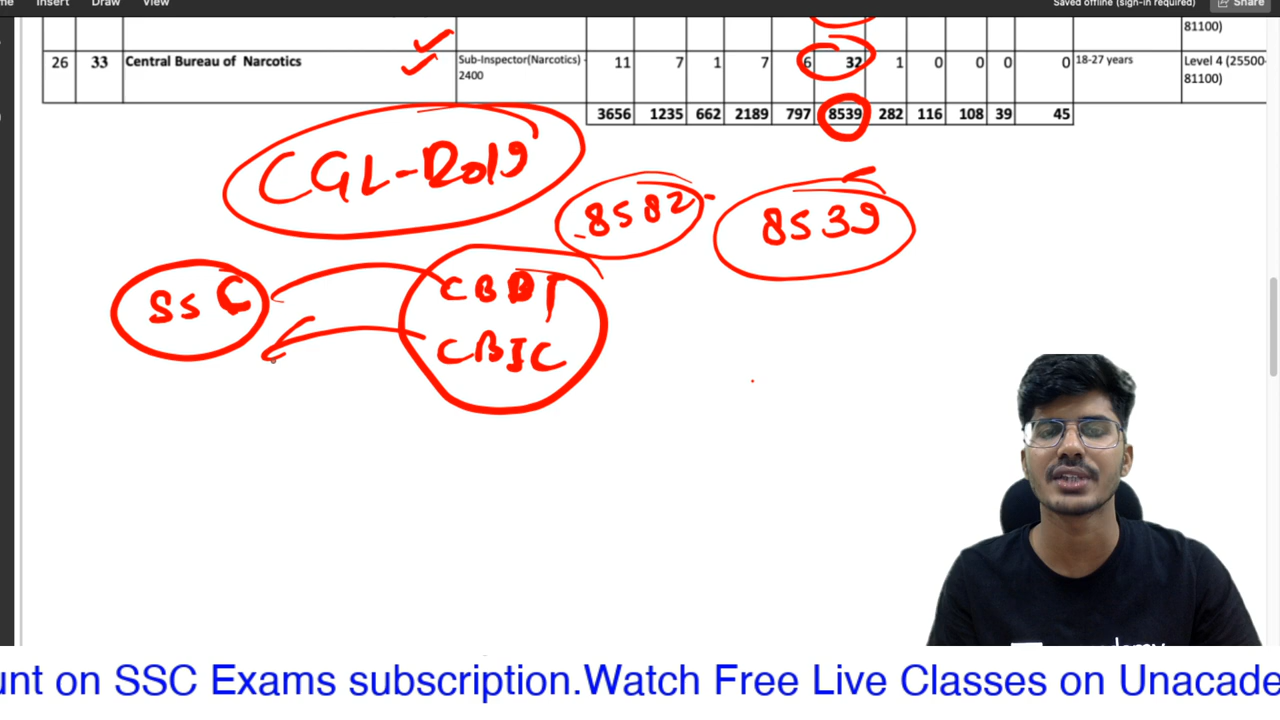 Insert Draw View Saved offline (sign-in required) Share
81100)
26 33 Central Bureau of Narcotics Sub-Inspector(Narcotics) 11 7 1 7 6 32 1 0 0 0 0 18-27 years Level 4 (25500-
2400 81100)
3656 1235 662 2189 797 8539 282 116 108 39 45
CGL-2019
8582 - 8539
SSC CBDT
CBIC
unt on SSC Exams subscription.Watch Free Live Classes on Unacade